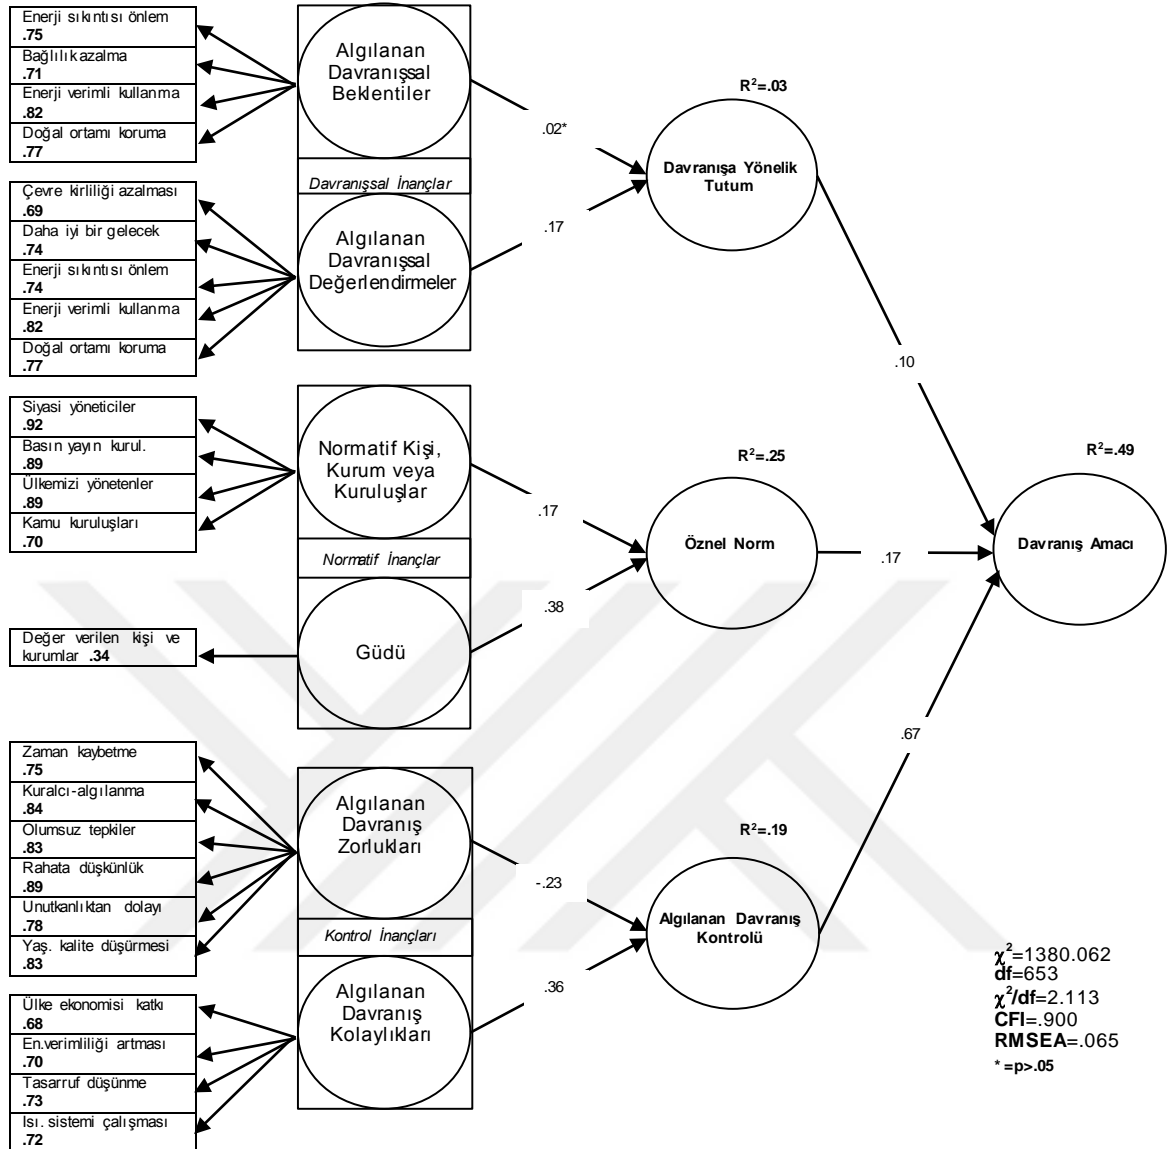 Enerji sıkıntısı önlem
.75
Bağlılık azalma
.71
Enerji verimli kullanma
.82
Doğal ortamı koruma
.77
Algılanan
Davranışsal
Beklentiler
Davranışsal İnançlar
Çevre kirliliği azalması
.69
Daha iyi bir gelecek
.74
Enerji sıkıntısı önlem
.74
Enerji verimli kullanma
.82
Doğal ortamı koruma
.77
Algılanan
Davranışsal
Değerlendirmeler
.02*
.17
R²=.03
Davranışa Yönelik
Tutum
.10
Siyasi yöneticiler
.92
Basın yayın kurul.
.89
Ülkemizi yönetenler
.89
Kamu kuruluşları
.70
Normatif Kişi,
Kurum veya
Kuruluşlar
Normatif İnançlar
Değer verilen kişi ve
kurumlar .34
Güdü
.17
.38
R²=.25
Öznel Norm
.17
R²=.49
Davranış Amacı
Zaman kaybetme
.75
Kuralcı-algılanma
.84
Olumsuz tepkiler
.83
Rahata düşkünlük
.89
Unutkanlıktan dolayı
.78
Yaş. kalite düşürmesi
.83
Algılanan
Davranış
Zorlukları
Kontrol İnançları
Ülke ekonomisi katkı
.68
En.verimliliği artması
.70
Tasarruf düşünme
.73
Isı. sistemi çalışması
.72
Algılanan
Davranış
Kolaylıkları
-.23
.36
R²=.19
Algılanan Davranış
Kontrolü
.67
χ²=1380.062
df=653
χ²/df=2.113
CFI=.900
RMSEA=.065
* =p>.05